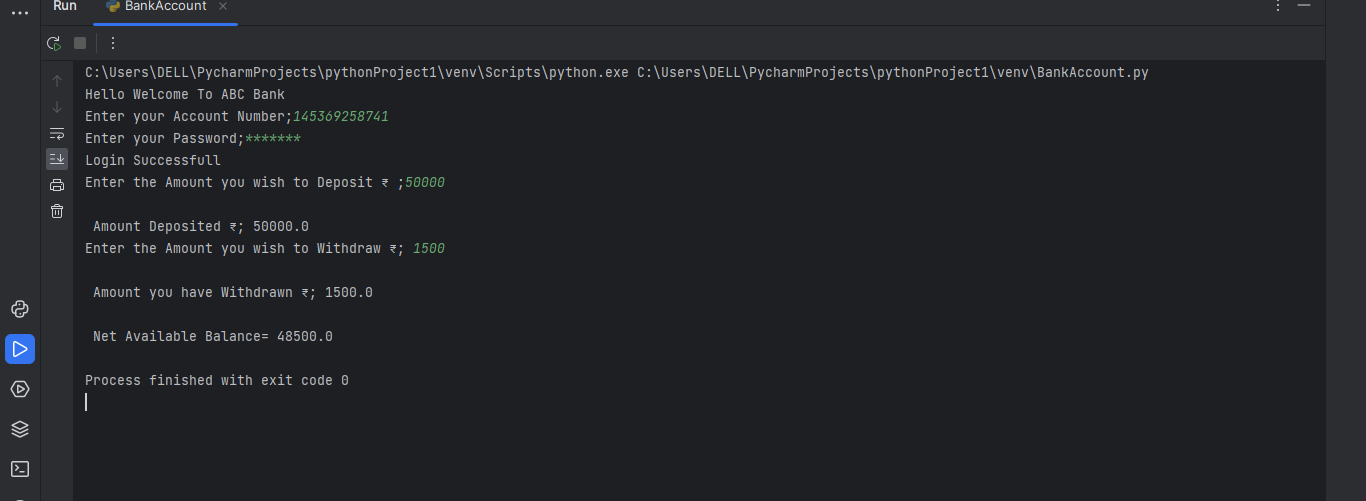 Run BankAccount
C:\Users\DELL\PycharmProjects\pythonProject1\venv\Scripts\python.exe C:\Users\DELL\PycharmProjects\pythonProject1\venv\BankAccount.py
Hello Welcome To ABC Bank
Enter your Account Number;145369258741
Enter your Password;*******
Login Successfull
Enter the Amount you wish to Deposit ₹ ;50000
Amount Deposited ₹; 50000.0
Enter the Amount you wish to Withdraw ₹; 1500
Amount you have Withdrawn ₹; 1500.0
Net Available Balance= 48500.0
Process finished with exit code 0